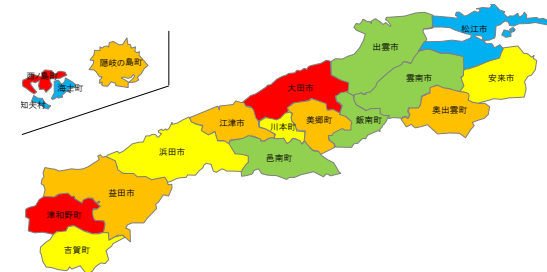 松江市
出雲市
隠岐の島町
西ノ島町
海士町
知夫村
雲南市
安来市
大田市
奥出雲町
飯南町
美郷町
川本町
江津市
邑南町
浜田市
益田市
津和野町
吉賀町